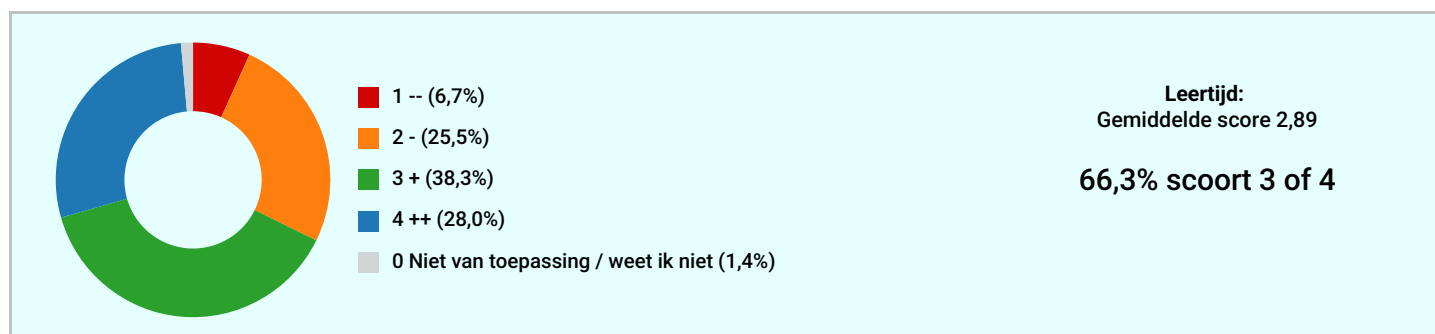 1 -- (6,7%)
2 - (25,5%)
3 + (38,3%)
4 ++ (28,0%)
0 Niet van toepassing / weet ik niet (1,4%)
Leertijd:
Gemiddelde score 2,89
66,3% scoort 3 of 4